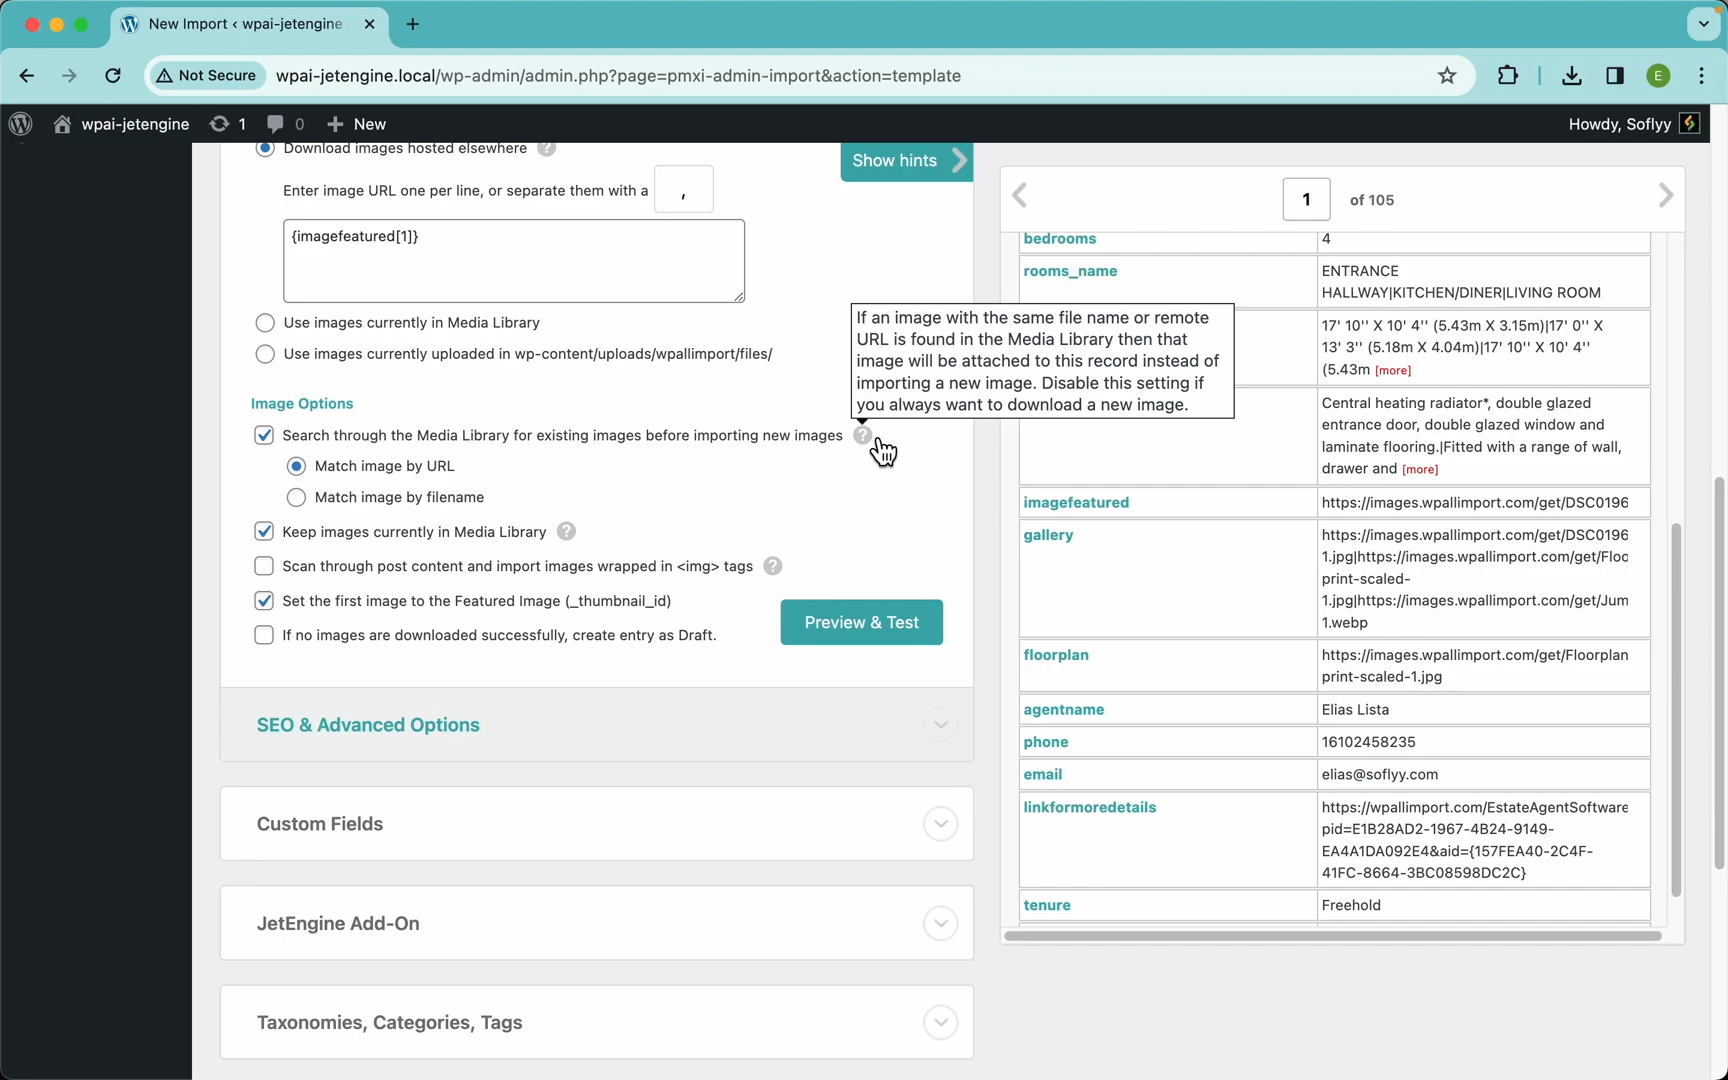 New Import ‹ wpai-jetengine
Not Secure
wpai-jetengine.local/wp-admin/admin.php?page=pmxi-admin-import&action=template
E
wpai-jetengine
1
0
New
Howdy, Soflyy
Download images hosted elsewhere ?
Show hints
Enter image URL one per line, or separate them with a ,
{imagefeatured[1]}
Use images currently in Media Library
Use images currently uploaded in wp-content/uploads/wpallimport/files/
Image Options
Search through the Media Library for existing images before importing new images ?
If an image with the same file name or remote
URL is found in the Media Library then that
image will be attached to this record instead of
importing a new image. Disable this setting if
you always want to download a new image.
Match image by URL
Match image by filename
Keep images currently in Media Library ?
Scan through post content and import images wrapped in <img> tags ?
Set the first image to the Featured Image (_thumbnail_id)
If no images are downloaded successfully, create entry as Draft.
Preview & Test
SEO & Advanced Options
Custom Fields
JetEngine Add-On
Taxonomies, Categories, Tags
1 of 105
bedrooms 4
rooms_name ENTRANCE
HALLWAY|KITCHEN/DINER|LIVING ROOM
17' 10'' X 10' 4'' (5.43m X 3.15m)|17' 0'' X
13' 3'' (5.18m X 4.04m)|17' 10'' X 10' 4''
(5.43m [more]
Central heating radiator*, double glazed
entrance door, double glazed window and
laminate flooring.|Fitted with a range of wall,
drawer and [more]
imagefeatured https://images.wpallimport.com/get/DSC0196
gallery https://images.wpallimport.com/get/DSC0196
1.jpg|https://images.wpallimport.com/get/Floo
print-scaled-
1.jpg|https://images.wpallimport.com/get/Jum
1.webp
floorplan https://images.wpallimport.com/get/Floorplan
print-scaled-1.jpg
agentname Elias Lista
phone 16102458235
email elias@soflyy.com
linkformoredetails https://wpallimport.com/EstateAgentSoftware
pid=E1B28AD2-1967-4B24-9149-
EA4A1DA092E4&aid={157FEA40-2C4F-
41FC-8664-3BC08598DC2C}
tenure Freehold